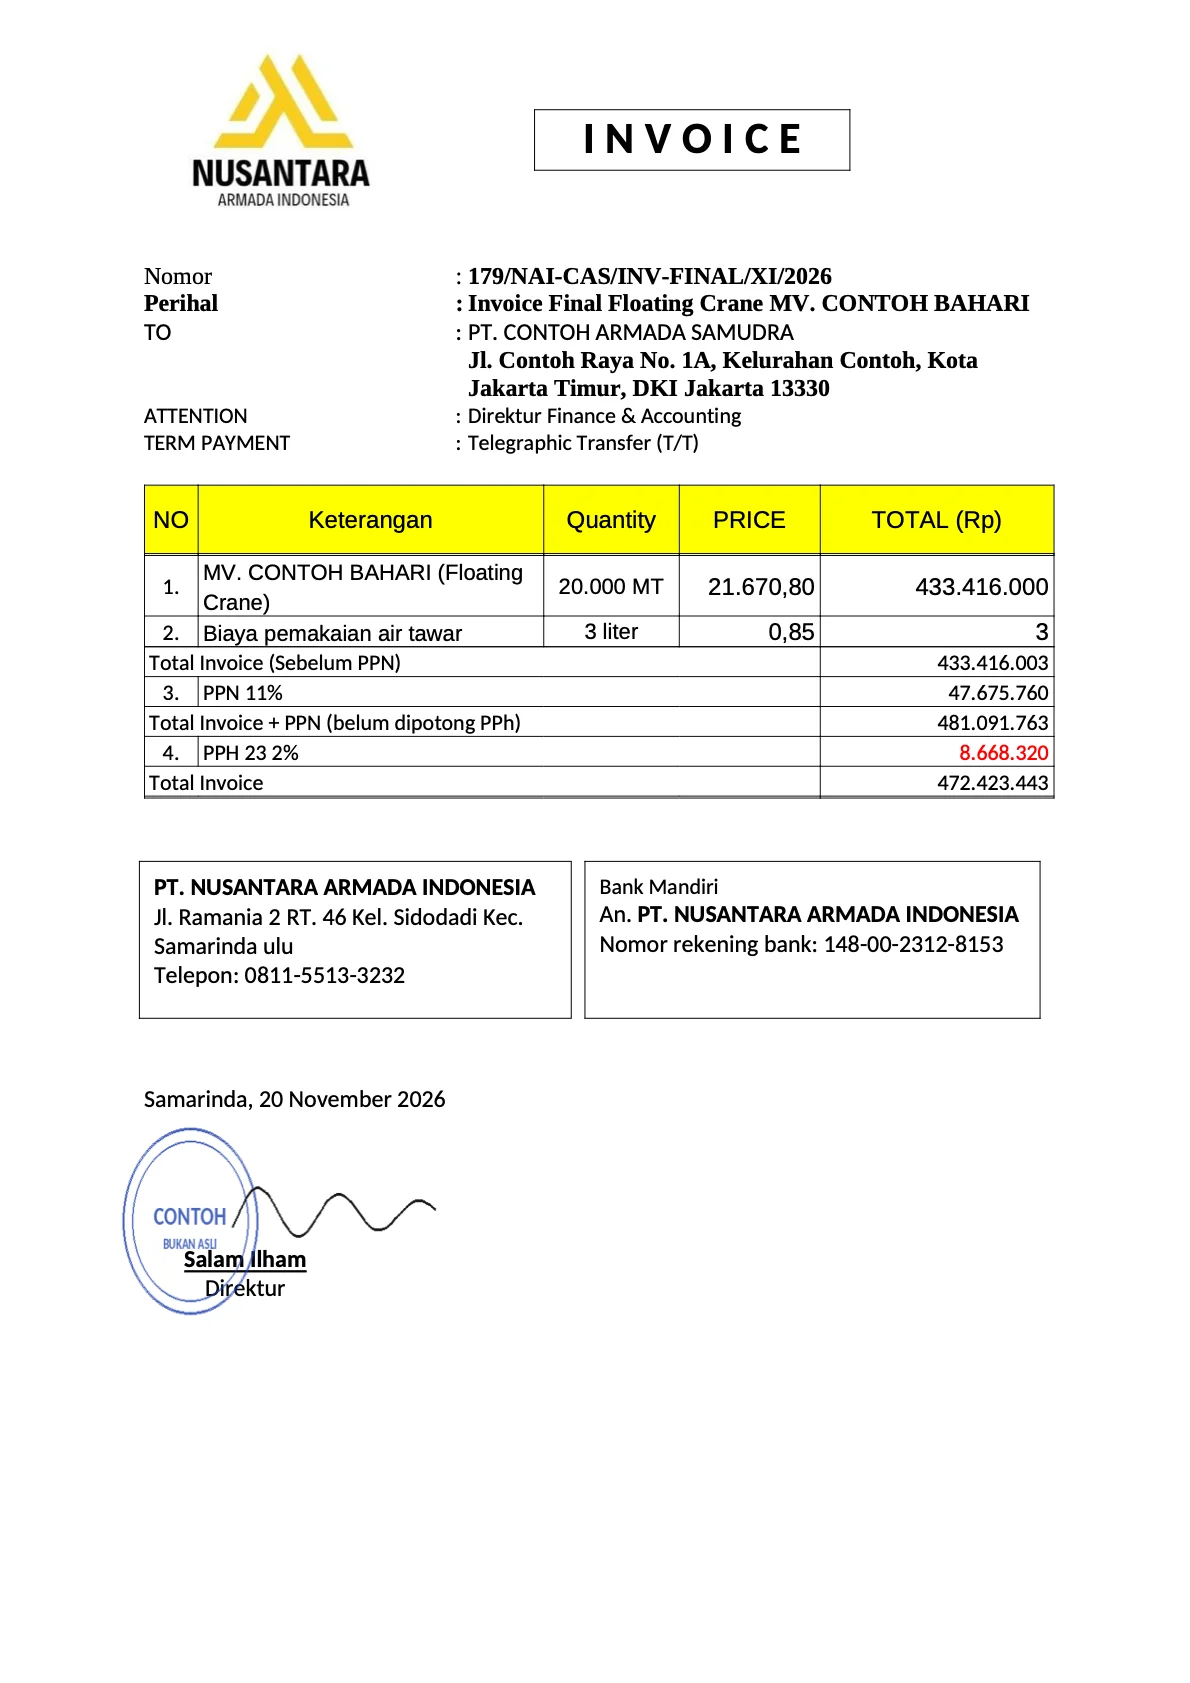 NUSANTARA
ARMADA INDONESIA
INVOICE
Nomor : 179/NAI-CAS/INV-FINAL/XI/2026
Perihal : Invoice Final Floating Crane MV. CONTOH BAHARI
TO : PT. CONTOH ARMADA SAMUDRA
Jl. Contoh Raya No. 1A, Kelurahan Contoh, Kota
Jakarta Timur, DKI Jakarta 13330
ATTENTION : Direktur Finance & Accounting
TERM PAYMENT : Telegraphic Transfer (T/T)
NO Keterangan Quantity PRICE TOTAL (Rp)
1. MV. CONTOH BAHARI (Floating Crane) 20.000 MT 21.670,80 433.416.000
2. Biaya pemakaian air tawar 3 liter 0,85 3
Total Invoice (Sebelum PPN) 433.416.003
3. PPN 11% 47.675.760
Total Invoice + PPN (belum dipotong PPh) 481.091.763
4. PPH 23 2% 8.668.320
Total Invoice 472.423.443
PT. NUSANTARA ARMADA INDONESIA
Jl. Ramania 2 RT. 46 Kel. Sidodadi Kec.
Samarinda ulu
Telepon: 0811-5513-3232
Bank Mandiri
An. PT. NUSANTARA ARMADA INDONESIA
Nomor rekening bank: 148-00-2312-8153
Samarinda, 20 November 2026
CONTOH
BUKAN ASLI
Salam Ilham
Direktur